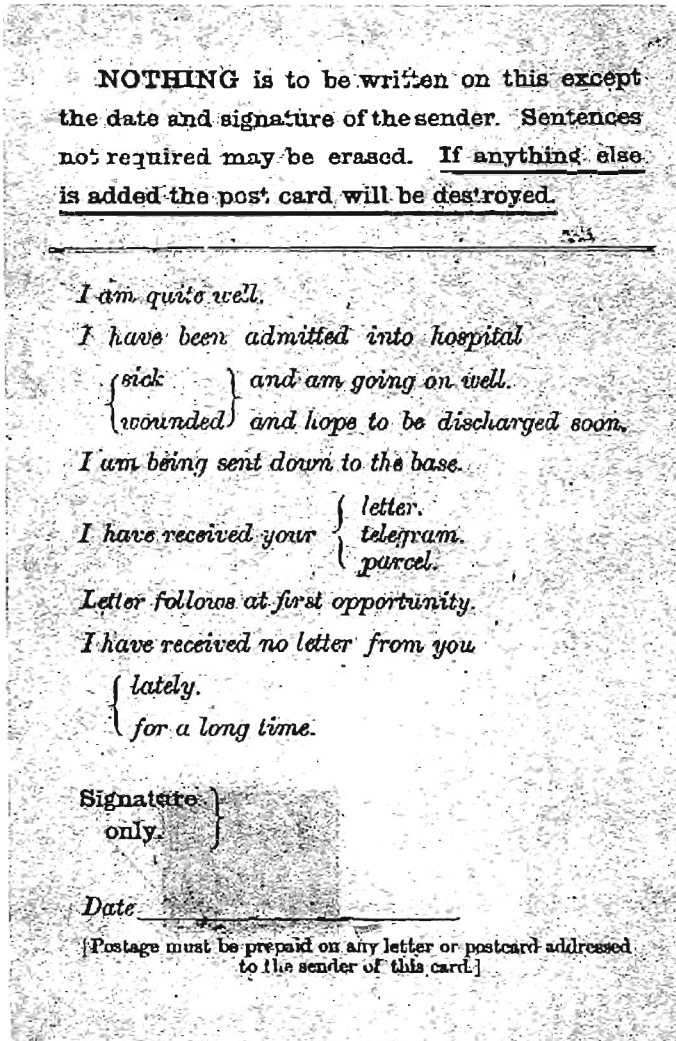 NOTHING is to be written on this except
the date and signature of the sender. Sentences
not required may be erased. If anything else
is added the post card will be destroyed.
I am quite well.
I have been admitted into hospital
{ sick } and am going on well.
{ wounded } and hope to be discharged soon.
I am being sent down to the base.
I have received your { letter.
telegram.
parcel.
Letter follows at first opportunity.
I have received no letter from you
{ lately.
for a long time.
Signature }
only.
Date
[Postage must be prepaid on any letter or postcard addressed
to the sender of this card.]